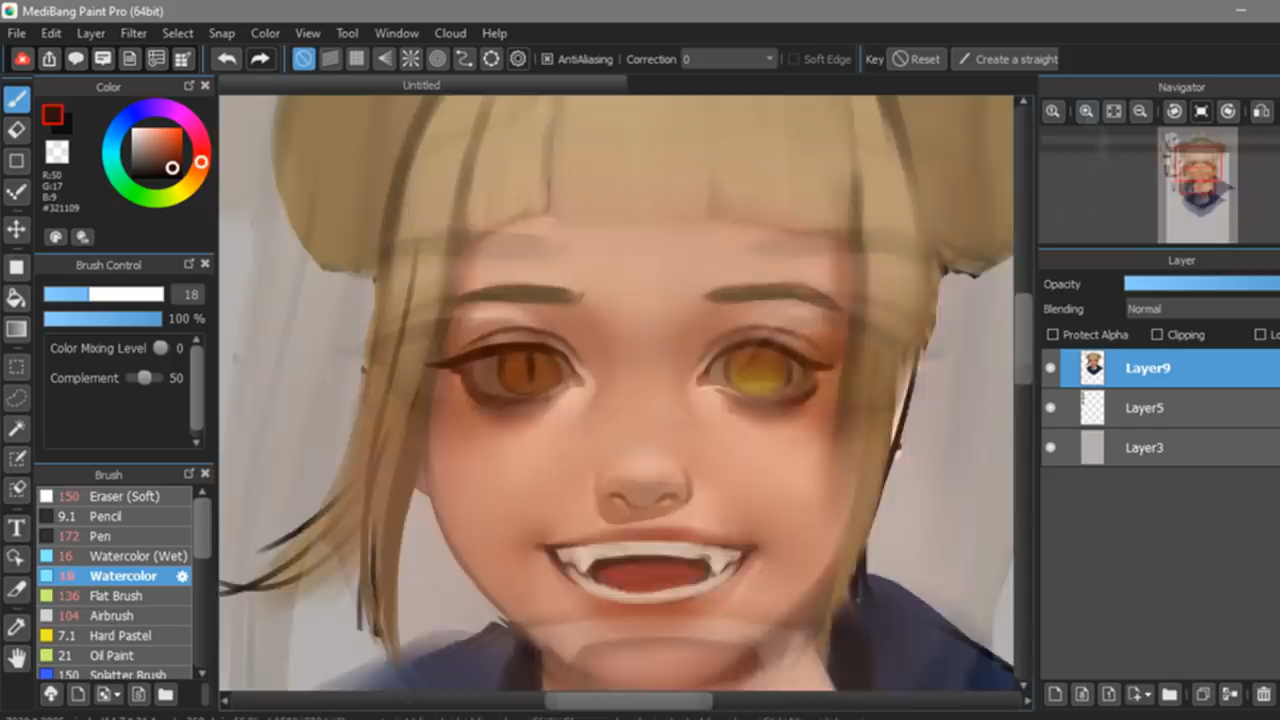 MediBang Paint Pro (64bit)
File Edit Layer Filter Select Snap Color View Tool Window Cloud Help
AntiAliasing Correction 0 Soft Edge Key Reset Create a straight
Color
Untitled
Navigator
R:50
G:17
B:9
#321109
Brush Control
18
100 %
Color Mixing Level 0
Complement 50
Layer
Opacity
Blending Normal
Protect Alpha Clipping
Layer9
Layer5
Layer3
Brush
150 Eraser (Soft)
9.1 Pencil
172 Pen
16 Watercolor (Wet)
18 Watercolor
136 Flat Brush
104 Airbrush
7.1 Hard Pastel
21 Oil Paint
150 Splatter Brush